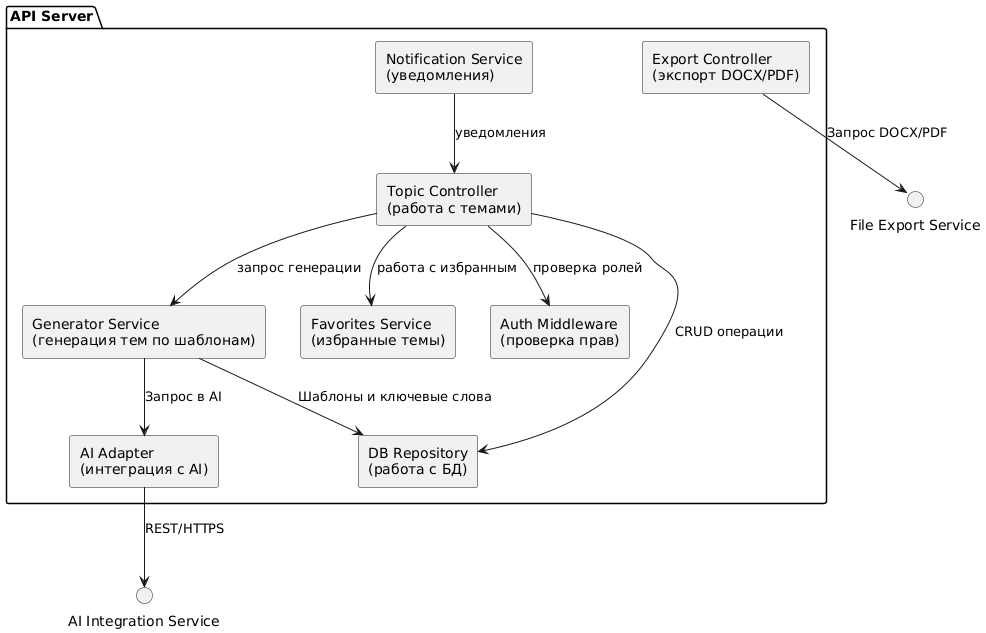 API Server
Notification Service
(уведомления)
Export Controller
(экспорт DOCX/PDF)
уведомления
Запрос DOCX/PDF
Topic Controller
(работа с темами)
File Export Service
запрос генерации
работа с избранным
проверка ролей
Generator Service
(генерация тем по шаблонам)
Favorites Service
(избранные темы)
Auth Middleware
(проверка прав)
CRUD операции
Запрос в AI
Шаблоны и ключевые слова
AI Adapter
(интеграция с AI)
DB Repository
(работа с БД)
REST/HTTPS
AI Integration Service